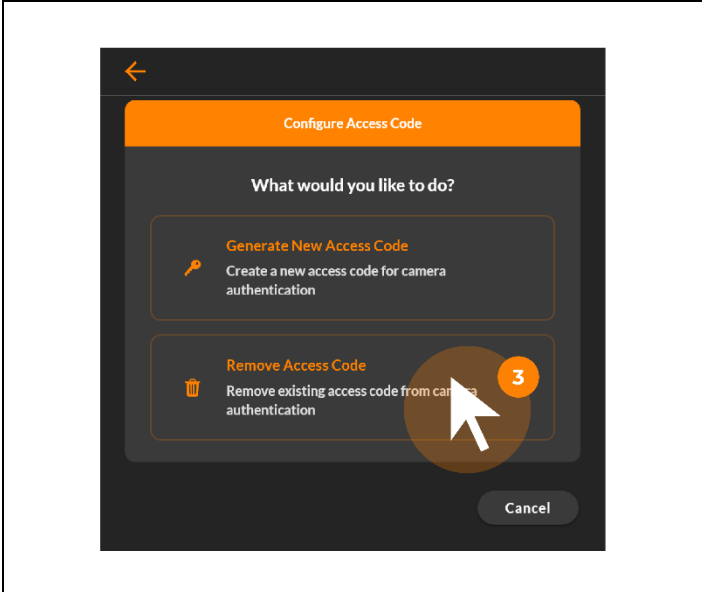 Configure Access Code
What would you like to do?
Generate New Access Code
Create a new access code for camera
authentication
Remove Access Code
3
Remove existing access code from camera
authentication
Cancel